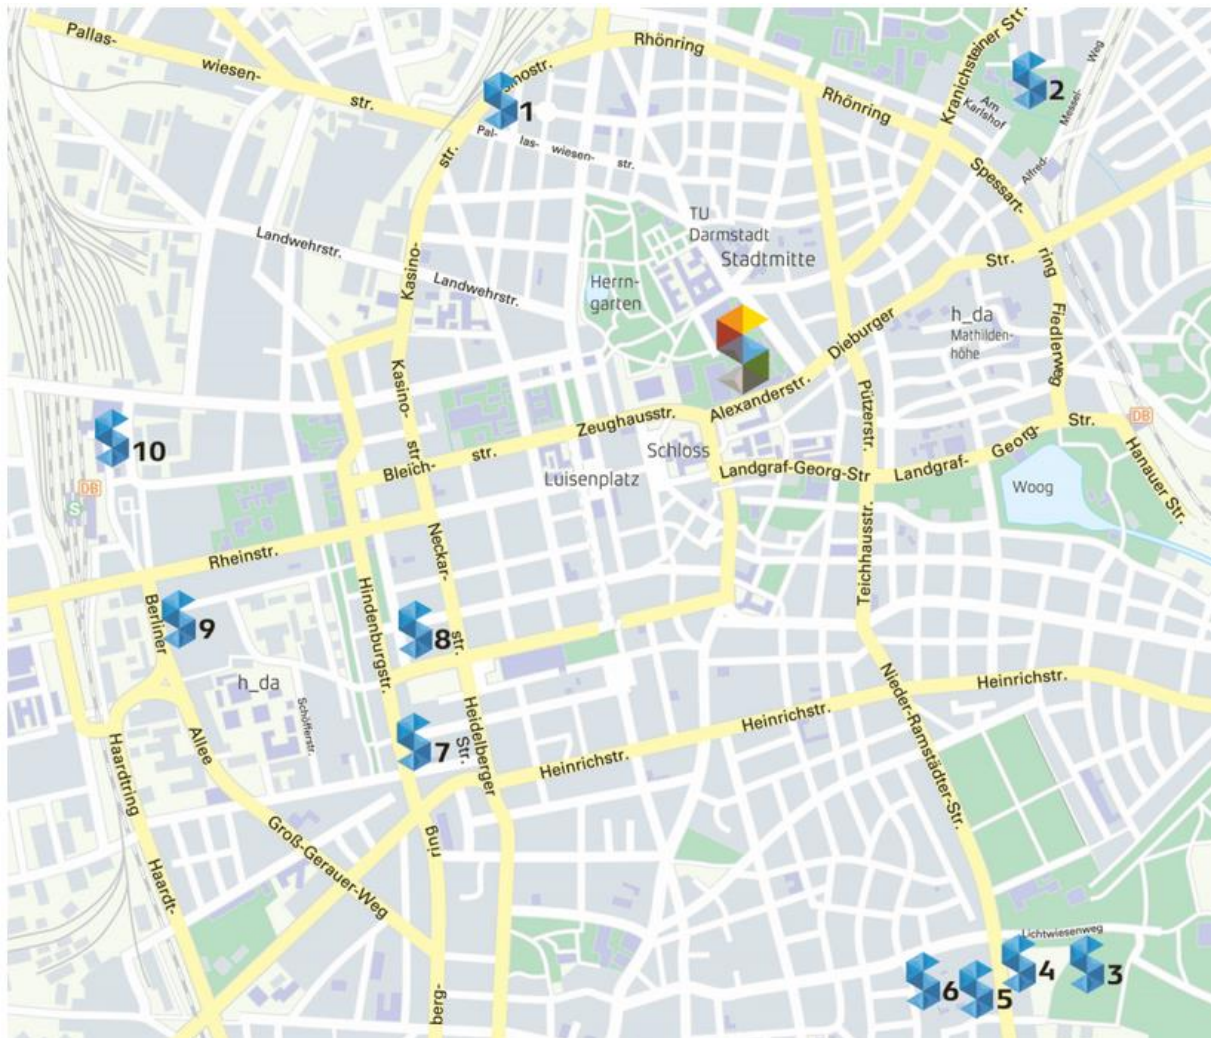 Pallas-
wiesen-
str.
Rhönring
Kranichsteiner Str.
inostr.
1
2
Messel-
Weg
Am
Karlshof
Rhönring
Alfred-
Pal-
las-
wiesen-
str.
str.
Spessart-
ring
TU
Darmstadt
Stadtmitte
Landwehrstr.
Kasino-
Landwehrstr.
Herrn-
garten
Str.
h_da
Mathilden-
höhe
Dieburger
Fiedlerweg
Kasino-
str.
Alexanderstr.
Pützerstr.
Zeughausstr.
10
DB
S
Bleich-
str.
Schloss
Luisenplatz
Landgraf-Georg-Str
Landgraf-
Georg-
Str.
DB
Hanauer Str.
Woog
Rheinstr.
Neckar-
str.
Teichhausstr.
Berliner
9
Hindenburgstr.
8
h_da
Schöfferstr.
Allee
7
Heidelberger
Str.
Heinrichstr.
Heinrichstr.
Heinrichstr.
Nieder-Ramstädter-Str.
Haardtring
Haardt-
Groß-Gerauer-Weg
ring
berg-
Lichtwiesenweg
6
5
4
3